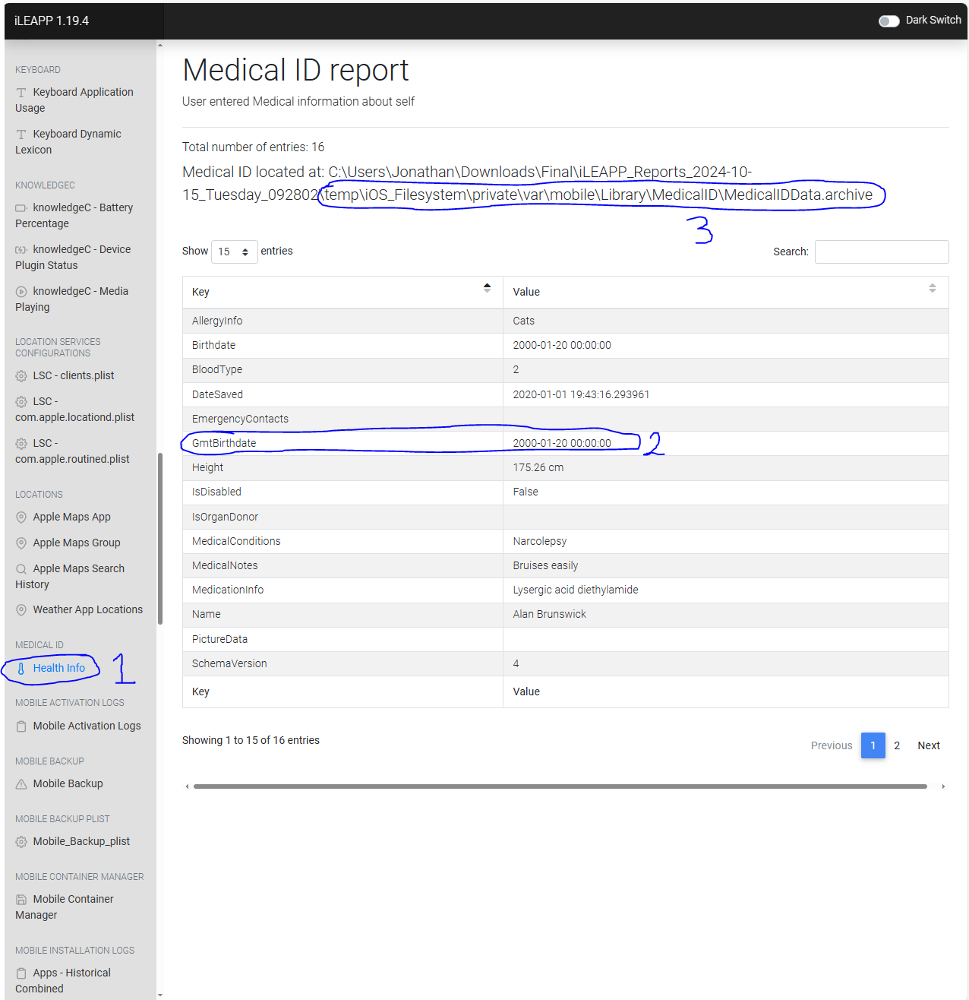 iLEAPP 1.19.4
Dark Switch
KEYBOARD
Keyboard Application
Usage
Keyboard Dynamic
Lexicon
KNOWLEDGEC
knowledgeC - Battery
Percentage
knowledgeC - Device
Plugin Status
knowledgeC - Media
Playing
LOCATION SERVICES
CONFIGURATIONS
LSC - clients.plist
LSC -
com.apple.locationd.plist
LSC -
com.apple.routined.plist
LOCATIONS
Apple Maps App
Apple Maps Group
Apple Maps Search
History
Weather App Locations
MEDICAL ID
Health Info
1
MOBILE ACTIVATION LOGS
Mobile Activation Logs
MOBILE BACKUP
Mobile Backup
MOBILE BACKUP PLIST
Mobile_Backup_plist
MOBILE CONTAINER MANAGER
Mobile Container
Manager
MOBILE INSTALLATION LOGS
Apps - Historical
Combined
Medical ID report
User entered Medical information about self
Total number of entries: 16
Medical ID located at: C:\Users\Jonathan\Downloads\Final\iLEAPP_Reports_2024-10-
15_Tuesday_092802\temp\iOS_Filesystem\private\var\mobile\Library\MedicalID\MedicalIDData.archive
3
Show 15 entries
Search:
Key Value
AllergyInfo Cats
Birthdate 2000-01-20 00:00:00
BloodType 2
DateSaved 2020-01-01 19:43:16.293961
EmergencyContacts
GmtBirthdate 2000-01-20 00:00:00 2
Height 175.26 cm
IsDisabled False
IsOrganDonor
MedicalConditions Narcolepsy
MedicalNotes Bruises easily
MedicationInfo Lysergic acid diethylamide
Name Alan Brunswick
PictureData
SchemaVersion 4
Key Value
Showing 1 to 15 of 16 entries
Previous 1 2 Next